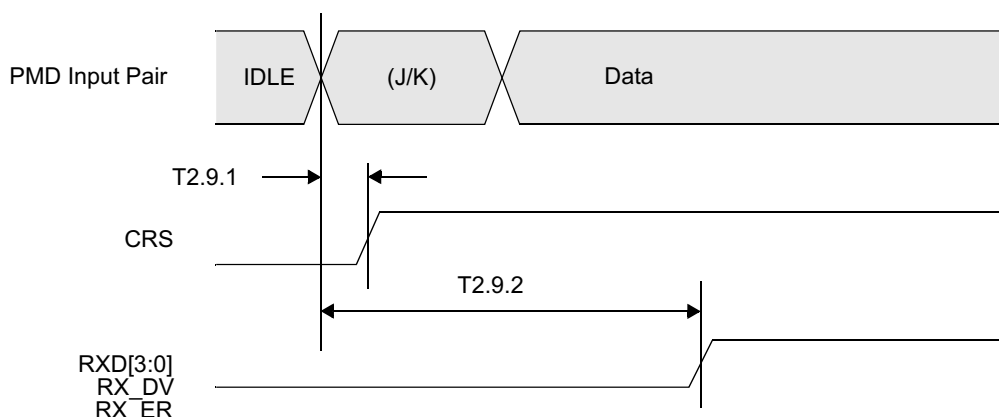 PMD Input Pair IDLE (J/K) Data
T2.9.1
CRS
T2.9.2
RXD[3:0]
RX_DV
RX_ER